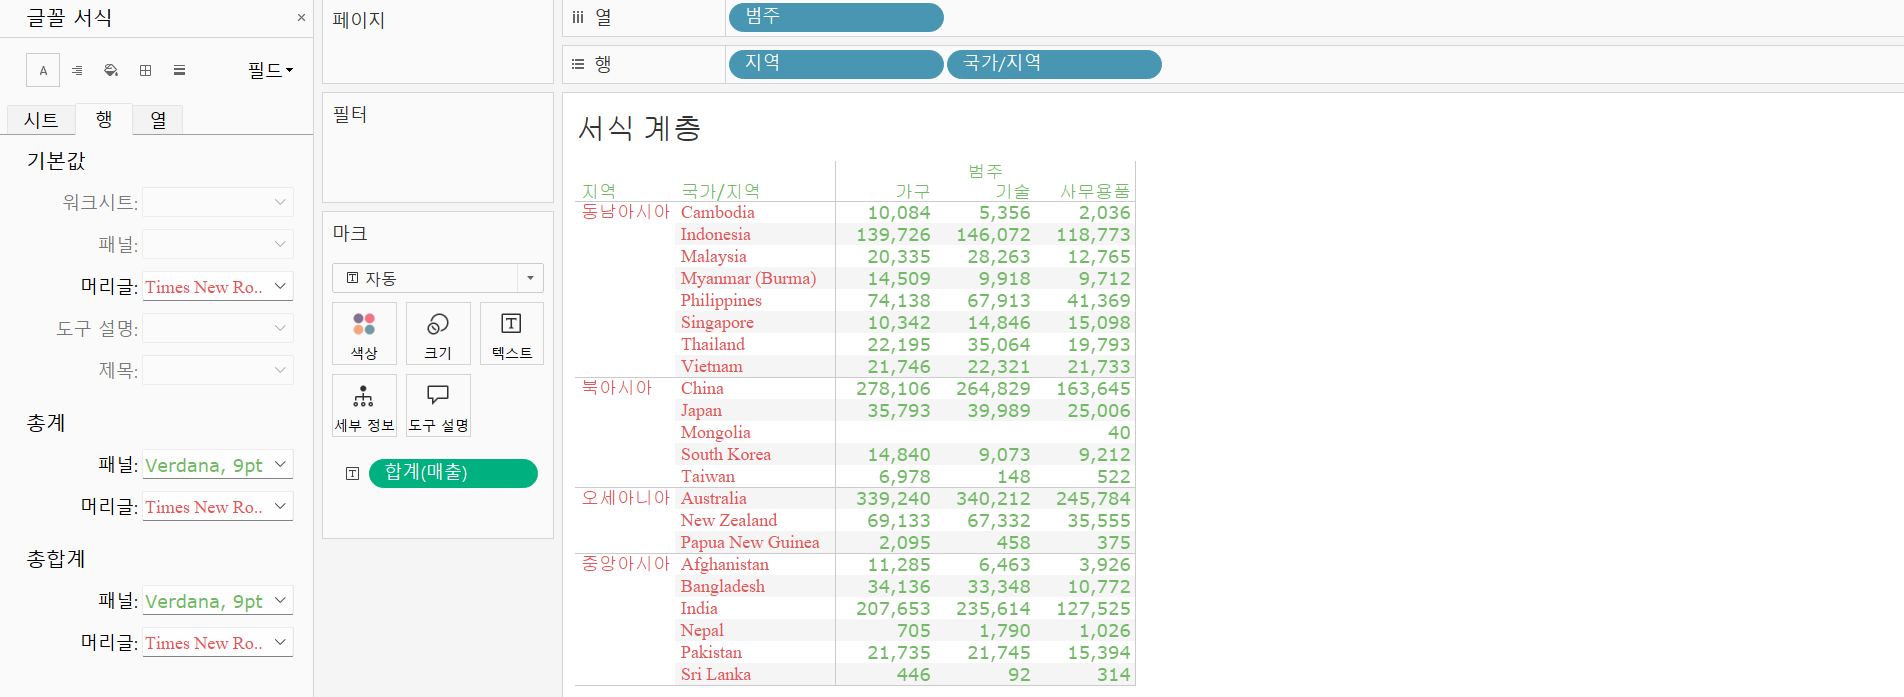 글꼴 서식 ×
A 필드
시트 행 열
기본값
워크시트:
패널:
머리글: Times New Ro..
도구 설명:
제목:
총계
패널: Verdana, 9pt
머리글: Times New Ro..
총합계
패널: Verdana, 9pt
머리글: Times New Ro..
페이지
필터
마크
T 자동
색상 크기 텍스트
세부 정보 도구 설명
T 합계(매출)
열 범주
행 지역 국가/지역
서식 계층
범주
지역 국가/지역 가구 기술 사무용품
동남아시아 Cambodia 10,084 5,356 2,036
Indonesia 139,726 146,072 118,773
Malaysia 20,335 28,263 12,765
Myanmar (Burma) 14,509 9,918 9,712
Philippines 74,138 67,913 41,369
Singapore 10,342 14,846 15,098
Thailand 22,195 35,064 19,793
Vietnam 21,746 22,321 21,733
북아시아 China 278,106 264,829 163,645
Japan 35,793 39,989 25,006
Mongolia 40
South Korea 14,840 9,073 9,212
Taiwan 6,978 148 522
오세아니아 Australia 339,240 340,212 245,784
New Zealand 69,133 67,332 35,555
Papua New Guinea 2,095 458 375
중앙아시아 Afghanistan 11,285 6,463 3,926
Bangladesh 34,136 33,348 10,772
India 207,653 235,614 127,525
Nepal 705 1,790 1,026
Pakistan 21,735 21,745 15,394
Sri Lanka 446 92 314